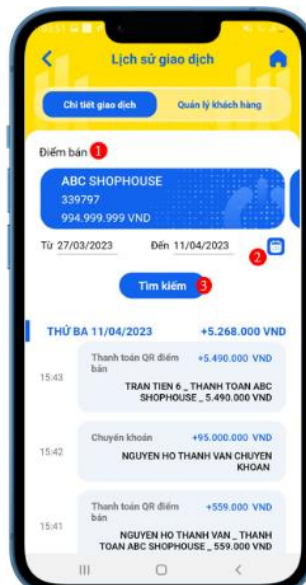 Lịch sử giao dịch
Chi tiết giao dịch
Quản lý khách hàng
Điểm bán 1
ABC SHOPHOUSE
339797
994.999.999 VND
Từ 27/03/2023 Đến 11/04/2023
2
Tìm kiếm 3
THỨ BA 11/04/2023 +5.268.000 VND
Thanh toán QR điểm bán +5.490.000 VND
15:43
TRAN TIEN 6 _ THANH TOAN ABC
SHOPHOUSE _ 5.490.000 VND
Chuyển khoản +95.000.000 VND
15:42
NGUYEN HO THANH VAN CHUYEN
KHOAN
Thanh toán QR điểm bán +559.000 VND
15:41
NGUYEN HO THANH VAN _ THANH
TOAN ABC SHOPHOUSE _ 559.000 VND